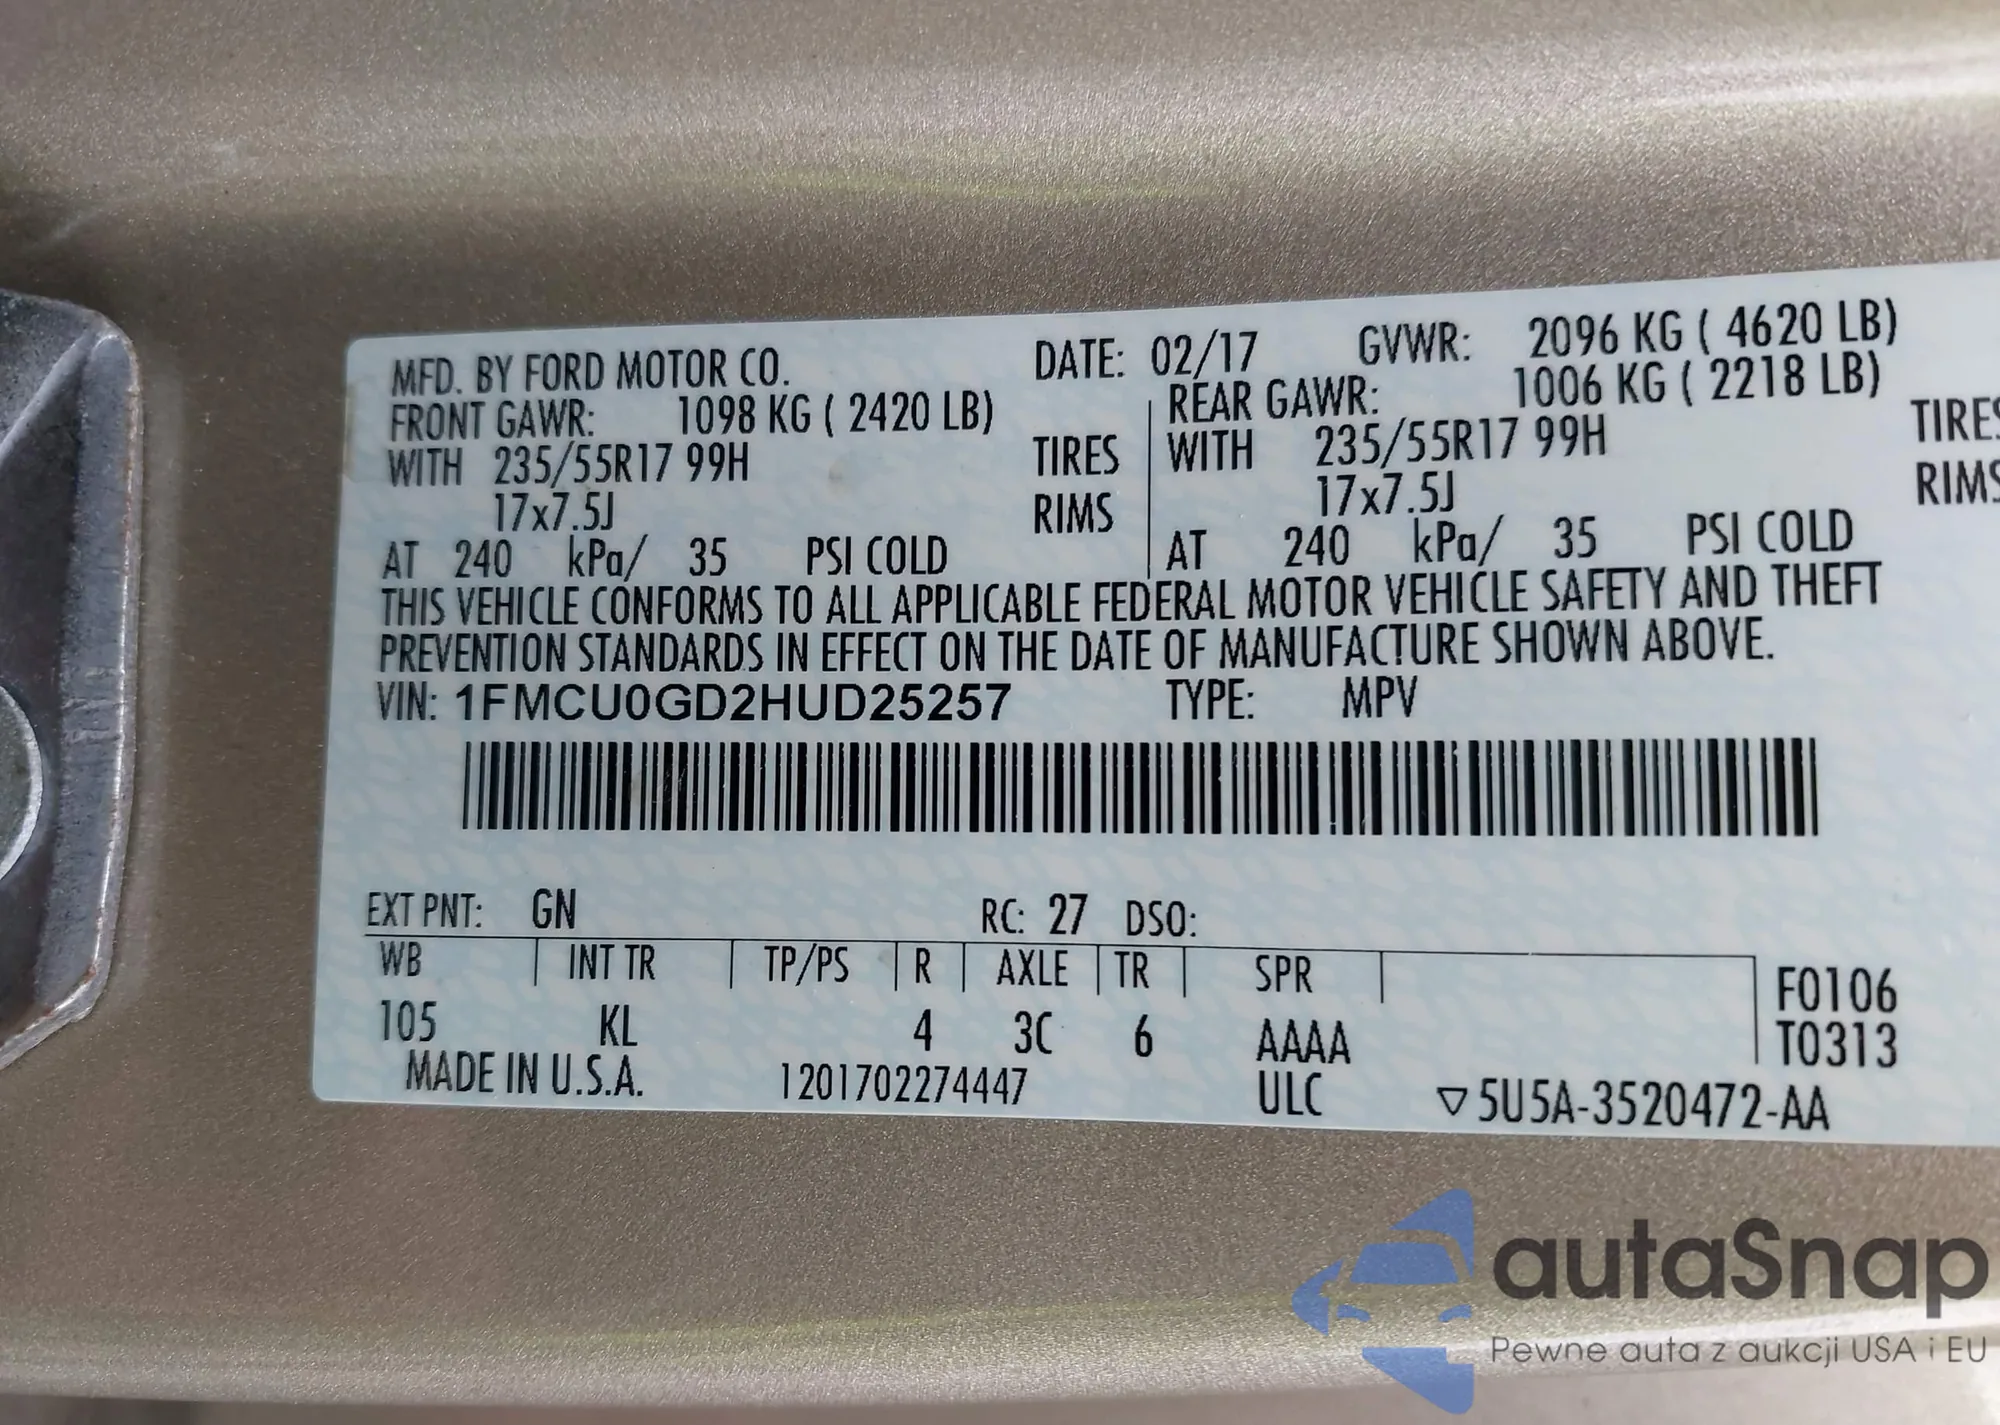 MFD. BY FORD MOTOR CO. DATE: 02/17 GVWR: 2096 KG ( 4620 LB)
FRONT GAWR: 1098 KG ( 2420 LB) REAR GAWR: 1006 KG ( 2218 LB)
WITH 235/55R17 99H TIRES WITH 235/55R17 99H TIRES
17x7.5J RIMS 17x7.5J RIMS
AT 240 kPa/ 35 PSI COLD AT 240 kPa/ 35 PSI COLD
THIS VEHICLE CONFORMS TO ALL APPLICABLE FEDERAL MOTOR VEHICLE SAFETY AND THEFT
PREVENTION STANDARDS IN EFFECT ON THE DATE OF MANUFACTURE SHOWN ABOVE.
VIN: 1FMCU0GD2HUD25257 TYPE: MPV
EXT PNT: GN RC: 27 DSO:
WB INT TR TP/PS R AXLE TR SPR F0106
105 KL 4 3C 6 AAAA T0313
MADE IN U.S.A. 1201702274447 ULC ▽5U5A-3520472-AA
autaSnap
Pewne auta z aukcji USA i EU